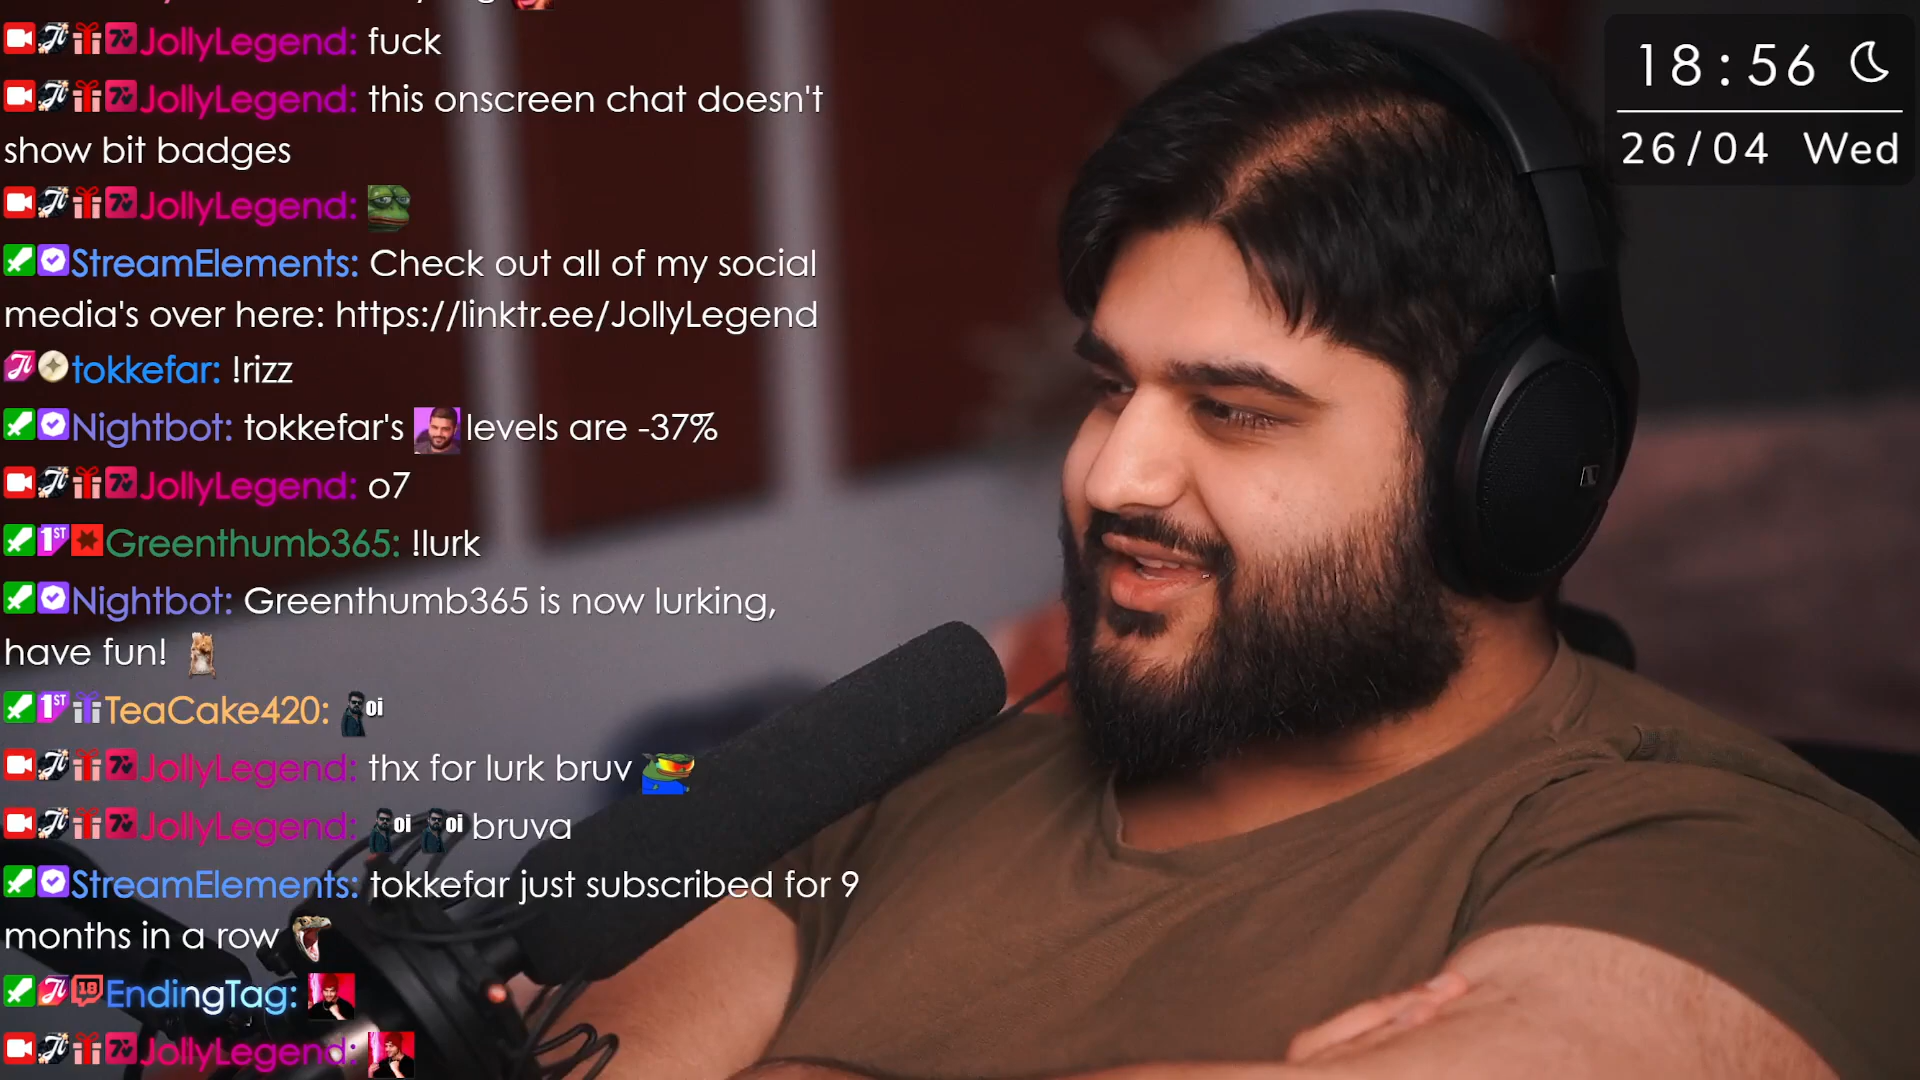 JollyLegend: fuck
JollyLegend: this onscreen chat doesn't
show bit badges
JollyLegend:
StreamElements: Check out all of my social
media's over here: https://linktr.ee/JollyLegend
tokkefar: !rizz
Nightbot: tokkefar's levels are -37%
JollyLegend: o7
1ST Greenthumb365: !lurk
Nightbot: Greenthumb365 is now lurking,
have fun!
1ST TeaCake420: oi
JollyLegend: thx for lurk bruv
JollyLegend: oi oi bruva
StreamElements: tokkefar just subscribed for 9
months in a row
18 EndingTag:
JollyLegend:
18:56
26/04 Wed